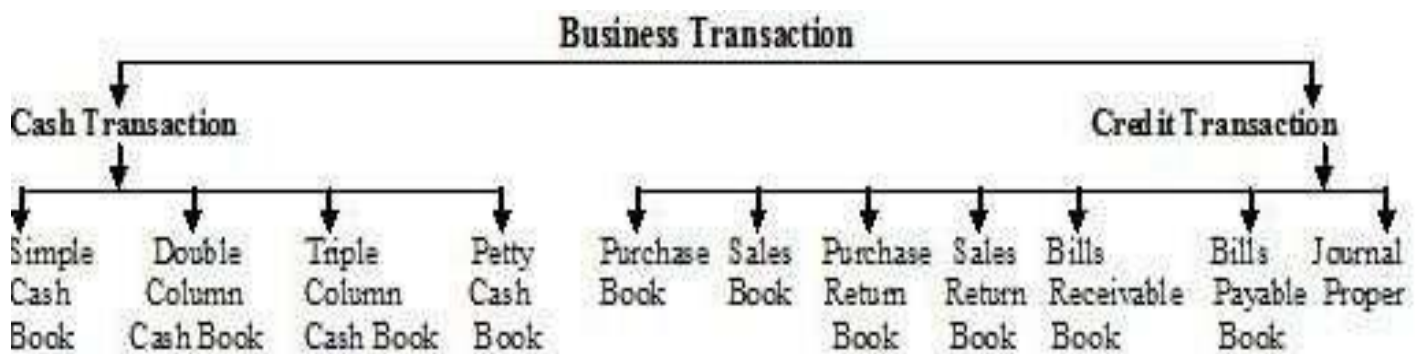 Business Transaction
Cash Transaction
Credit Transaction
Simple
Cash
Book
Double
Column
Cash Book
Triple
Column
Cash Book
Petty
Cash
Book
Purchase
Book
Sales
Book
Purchase
Return
Book
Sales
Return
Book
Bills
Receivable
Book
Bills
Payable
Book
Journal
Proper